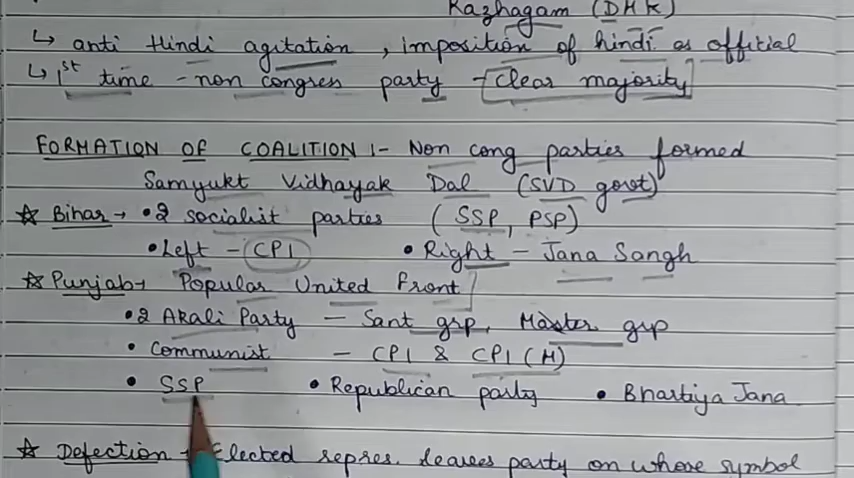 Kazhagam (DMK)
↳ anti Hindi agitation, imposition of hindi as official
↳ 1st time - non congress party - clear majority
FORMATION OF COALITION :- Non cong parties formed
Samyukt Vidhayak Dal (SVD govt)
☆ Bihar → • 2 socialist parties (SSP, PSP)
• Left - CPI • Right - Jana Sangh
☆ Punjab → Popular United Front
• 2 Akali Party - Sant grp, Master grp
• Communist - CPI & CPI (M)
• SSP • Republican party • Bhartiya Jana
☆ Defection → Elected repres. leaves party on whose symbol